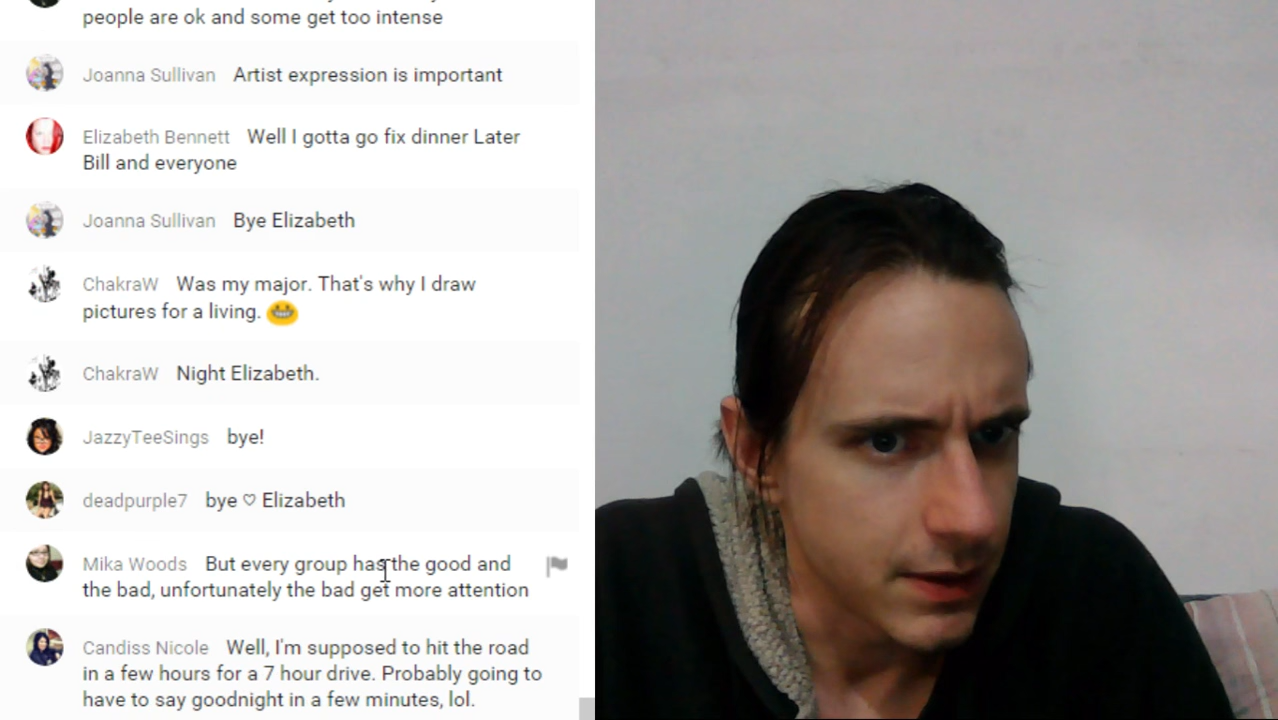 people are ok and some get too intense
Joanna Sullivan Artist expression is important
Elizabeth Bennett Well I gotta go fix dinner Later
Bill and everyone
Joanna Sullivan Bye Elizabeth
ChakraW Was my major. That's why I draw
pictures for a living. 😁
ChakraW Night Elizabeth.
JazzyTeeSings bye!
deadpurple7 bye ♡ Elizabeth
Mika Woods But every group has the good and
the bad, unfortunately the bad get more attention
Candiss Nicole Well, I'm supposed to hit the road
in a few hours for a 7 hour drive. Probably going to
have to say goodnight in a few minutes, lol.